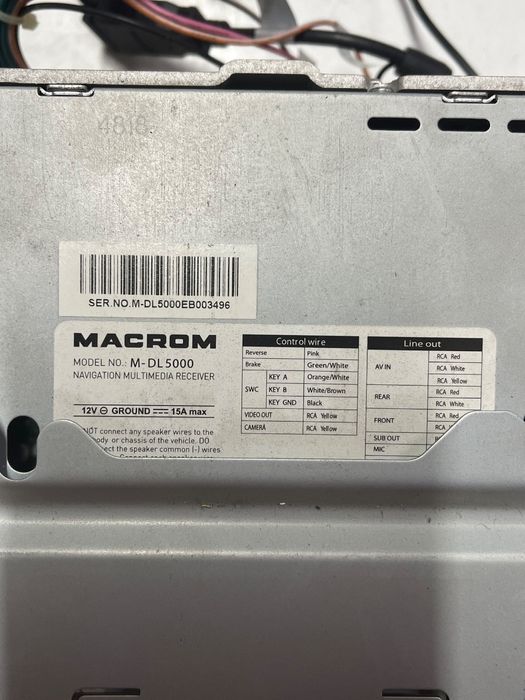 4818
SER.NO.M-DL5000EB003496
MACROM
MODEL NO.: M-DL5000
NAVIGATION MULTIMEDIA RECEIVER
12V ⊖ GROUND ⎓ 15A max
NOT connect any speaker wires to the
body or chassis of the vehicle. DO
ect the speaker common (-) wires
Control wire
Reverse Pink
Brake Green/White
SWC KEY A Orange/White
KEY B White/Brown
KEY GND Black
VIDEO OUT RCA Yellow
CAMERA RCA Yellow
Line out
AV IN RCA Red
RCA White
RCA Yellow
REAR RCA Red
RCA White
FRONT RCA Red
RCA
SUB OUT
MIC